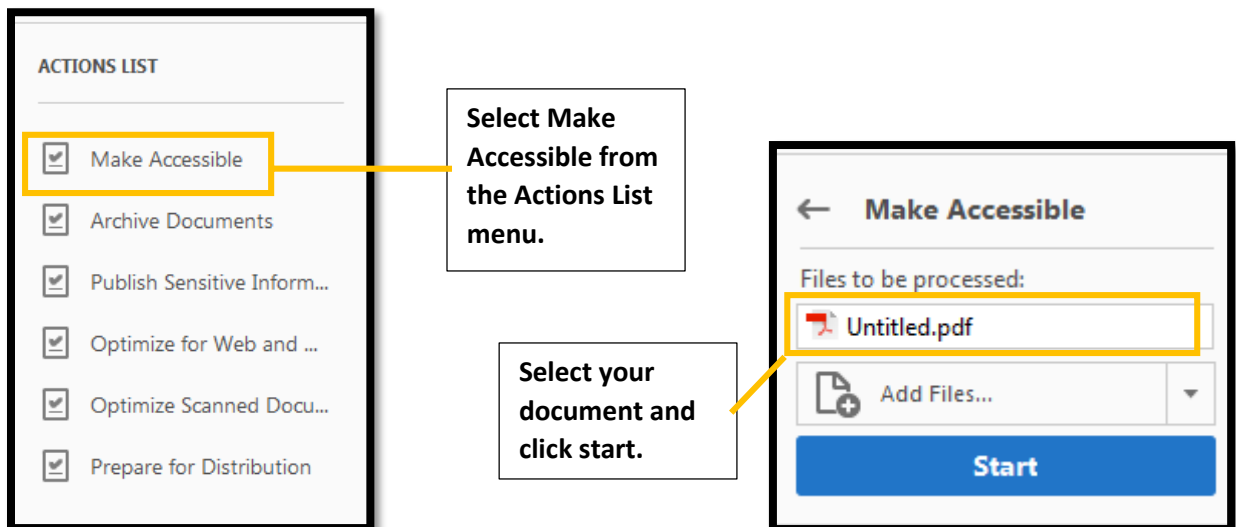 ACTIONS LIST
Make Accessible
Archive Documents
Publish Sensitive Inform...
Optimize for Web and ...
Optimize Scanned Docu...
Prepare for Distribution
Select Make
Accessible from
the Actions List
menu.
Select your
document and
click start.
Make Accessible
Files to be processed:
Untitled.pdf
Add Files...
Start